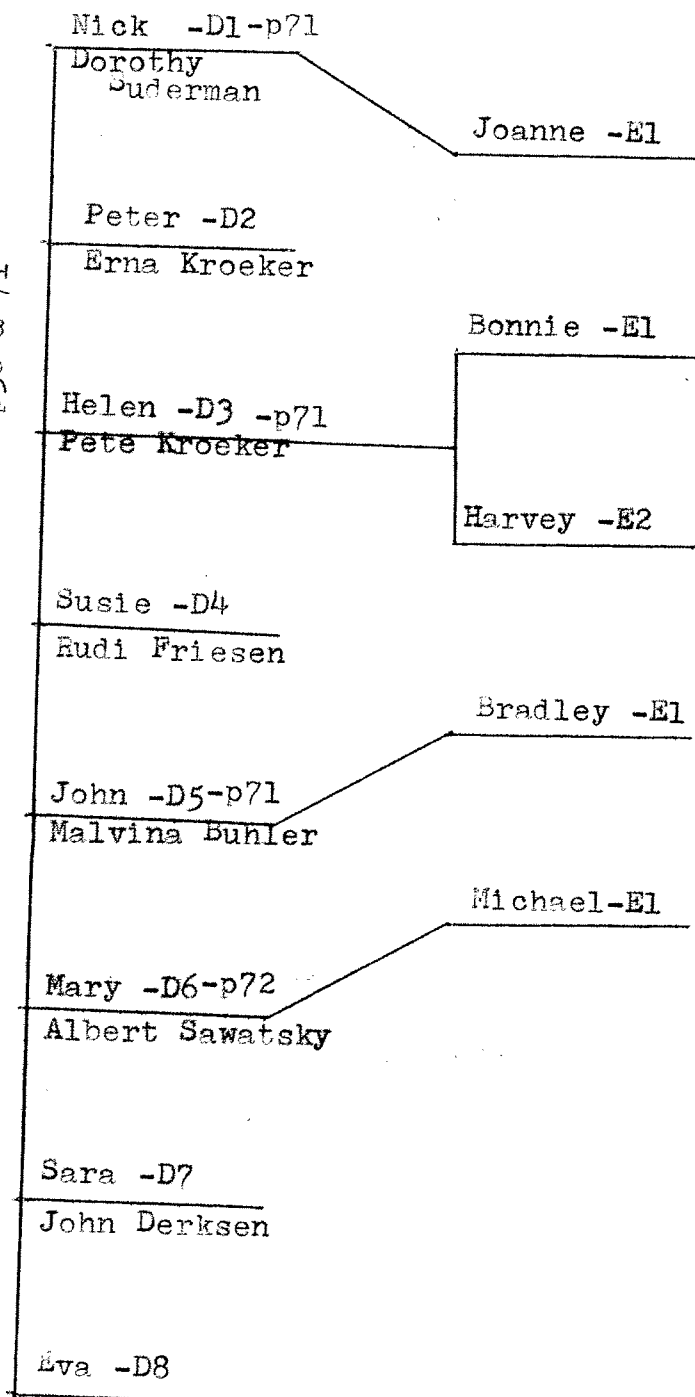 Nick -D1-p71
Dorothy
Suderman
Joanne -E1
Peter -D2
Erna Kroeker
Bonnie -E1
Helen -D3 -p71
Pete Kroeker
Harvey -E2
Susie -D4
Rudi Friesen
Bradley -E1
John -D5-p71
Malvina Buhler
Michael-E1
Mary -D6-p72
Albert Sawatsky
Sara -D7
John Derksen
Eva -D8